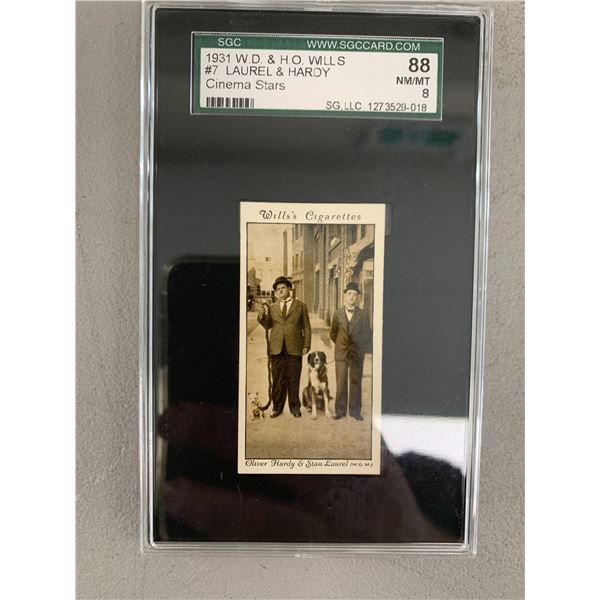 SGC WWW.SGCCARD.COM
1931 W.D. & H.O. WILLS 88
#7 LAUREL & HARDY NM/MT
Cinema Stars 8
SG, LLC 1273529-018
Wills's Cigarettes
Oliver Hardy & Stan Laurel (M.G.M.)